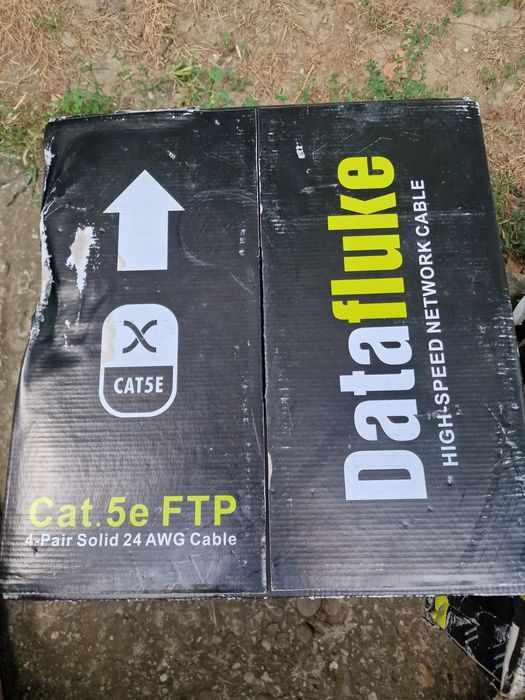 CAT5E
Cat.5e FTP
4-Pair Solid 24 AWG Cable
Datafluke
HIGH-SPEED NETWORK CABLE